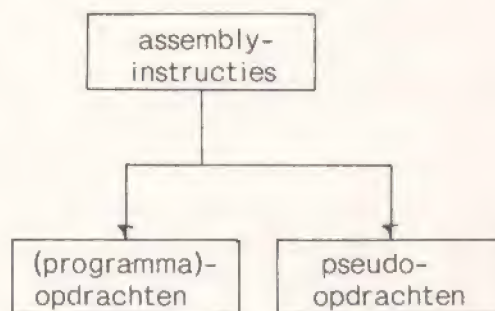 assembly-
instructies
(programma)-
opdrachten
pseudo-
opdrachten